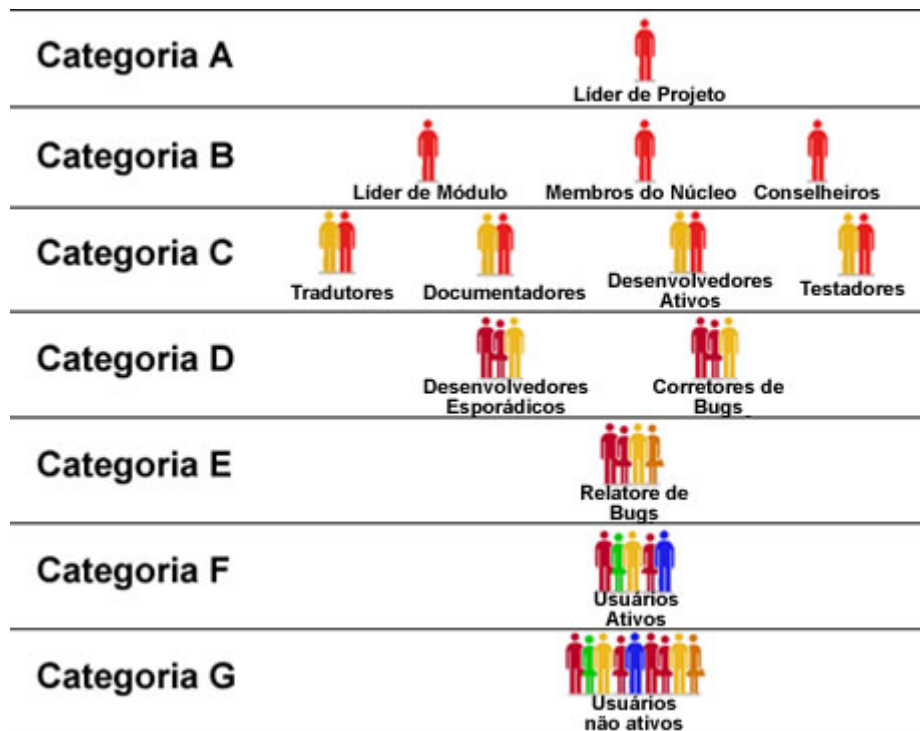 Categoria A
Líder de Projeto
Categoria B
Líder de Módulo
Membros do Núcleo
Conselheiros
Categoria C
Tradutores
Documentadores
Desenvolvedores
Ativos
Testadores
Categoria D
Desenvolvedores
Esporádicos
Corretores de
Bugs
Categoria E
Relatore de
Bugs
Categoria F
Usuários
Ativos
Categoria G
Usuários
não ativos